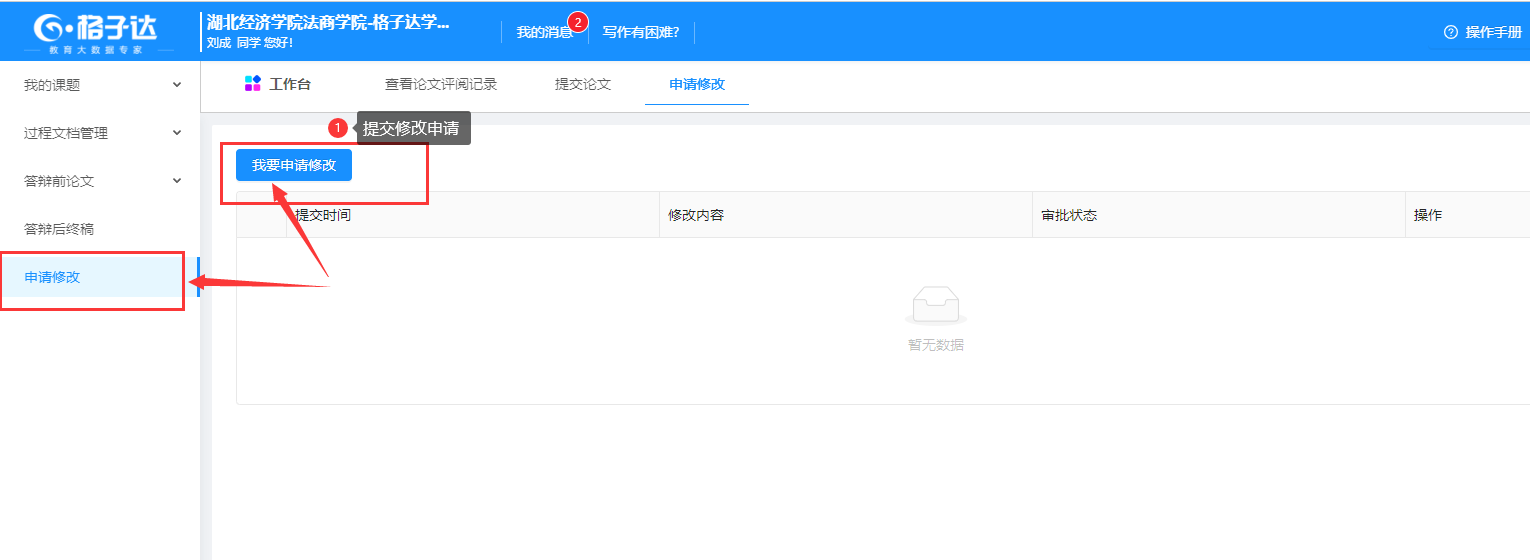 格子达
教育大数据专家
湖北经济学院法商学院-格子达学...
刘成 同学 您好!
我的消息
2
写作有困难?
操作手册
我的课题
过程文档管理
答辩前论文
答辩后终稿
申请修改
工作台
查看论文评阅记录
提交论文
申请修改
1
提交修改申请
我要申请修改
提交时间
修改内容
审批状态
操作
暂无数据